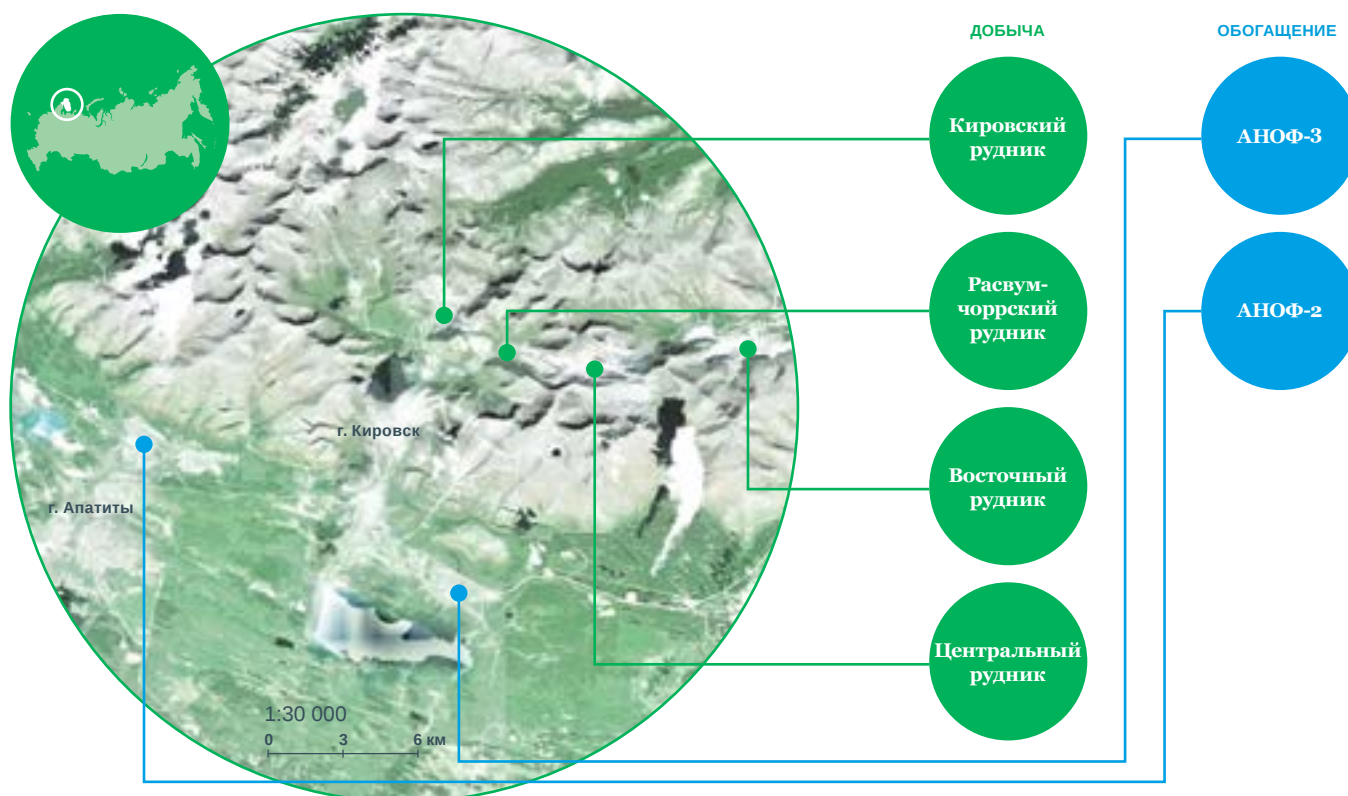 ДОБЫЧА
ОБОГАЩЕНИЕ
Кировский
рудник
АНОФ-3
Расвум-
чоррский
рудник
АНОФ-2
г. Кировск
Восточный
рудник
г. Апатиты
Центральный
рудник
1:30 000
0 3 6 км